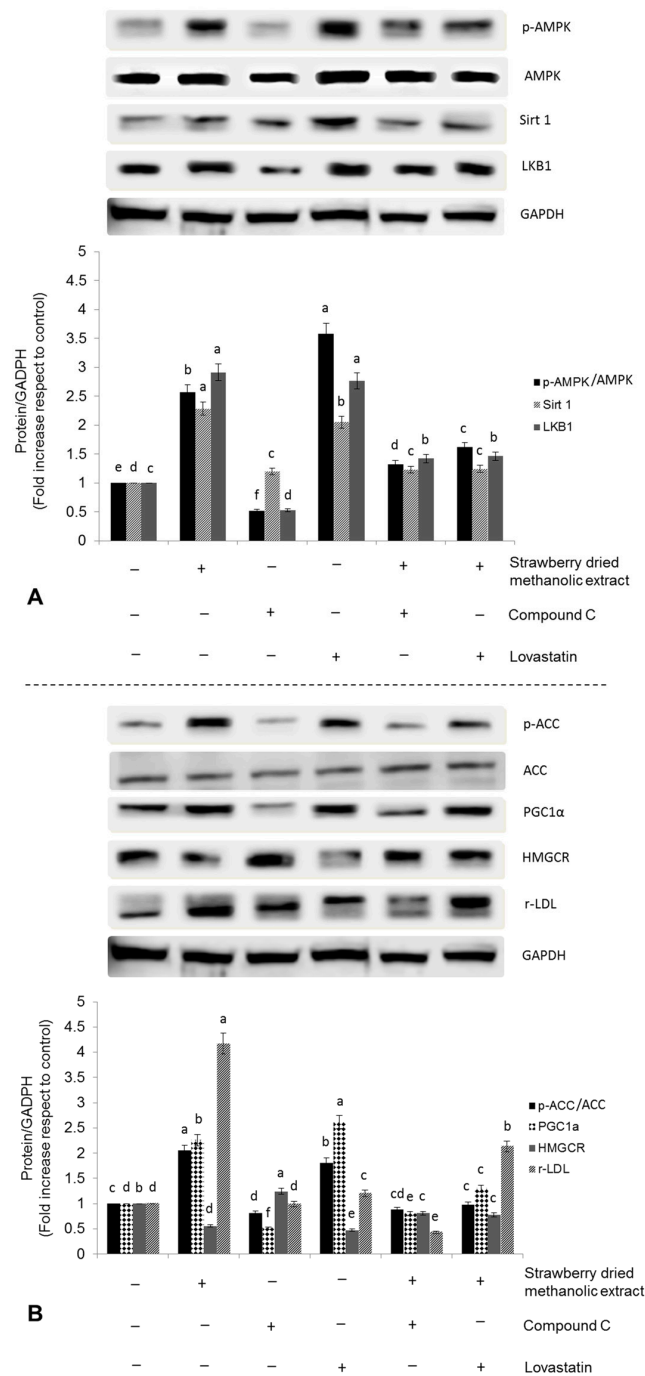 p-AMPK
AMPK
Sirt 1
LKB1
GAPDH
Protein/GADPH
(Fold increase respect to control)
5
4.5
4
3.5
3
2.5
2
1.5
1
0.5
0
e d c
b a a
f c d
a b a
d c b
c c b
p-AMPK/AMPK
Sirt 1
LKB1
– + – – + +
Strawberry dried
methanolic extract
A
– – + – + –
Compound C
– – – + – +
Lovastatin
p-ACC
ACC
PGC1α
HMGCR
r-LDL
GAPDH
Protein/GADPH
(Fold increase respect to control)
5
4.5
4
3.5
3
2.5
2
1.5
1
0.5
0
c d b d
a b d a
d f a d
b a e c
cd e c e
c c c b
p-ACC/ACC
PGC1a
HMGCR
r-LDL
– + – – + +
Strawberry dried
methanolic extract
B
– – + – + –
Compound C
– – – + – +
Lovastatin